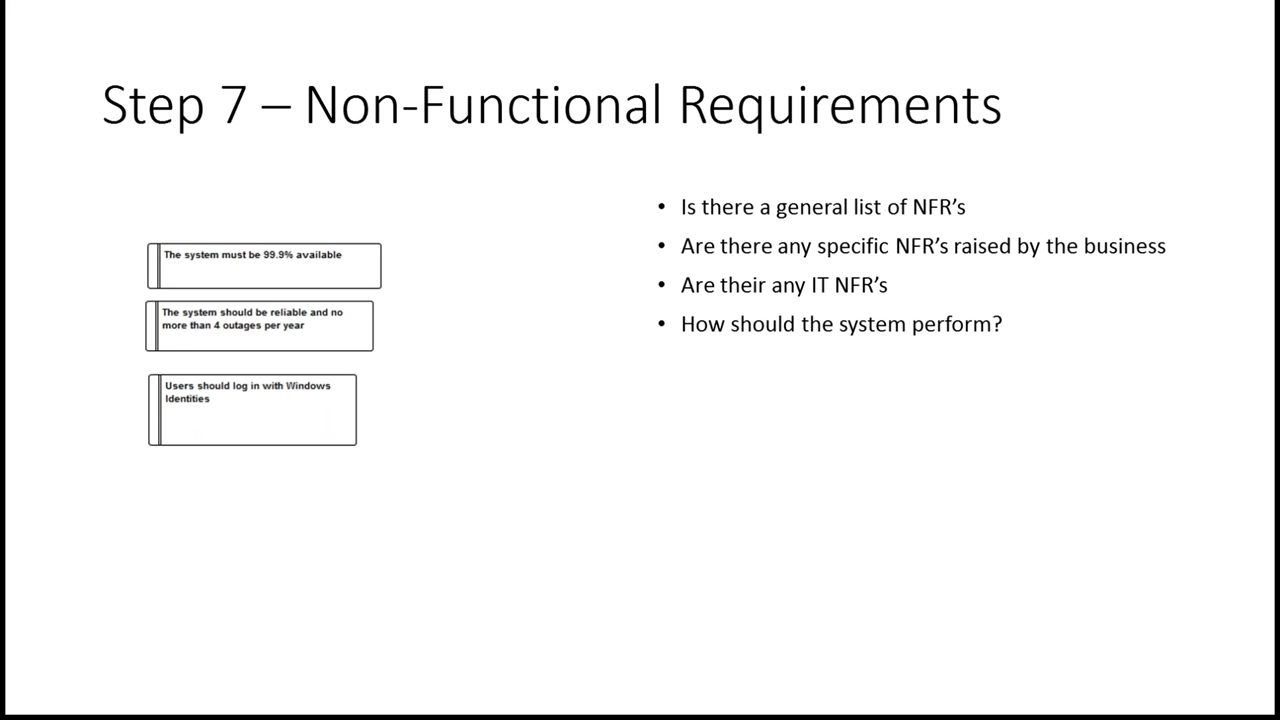 Step 7 – Non-Functional Requirements
The system must be 99.9% available
The system should be reliable and no
more than 4 outages per year
Users should log in with Windows
Identities
• Is there a general list of NFR’s
• Are there any specific NFR’s raised by the business
• Are their any IT NFR’s
• How should the system perform?